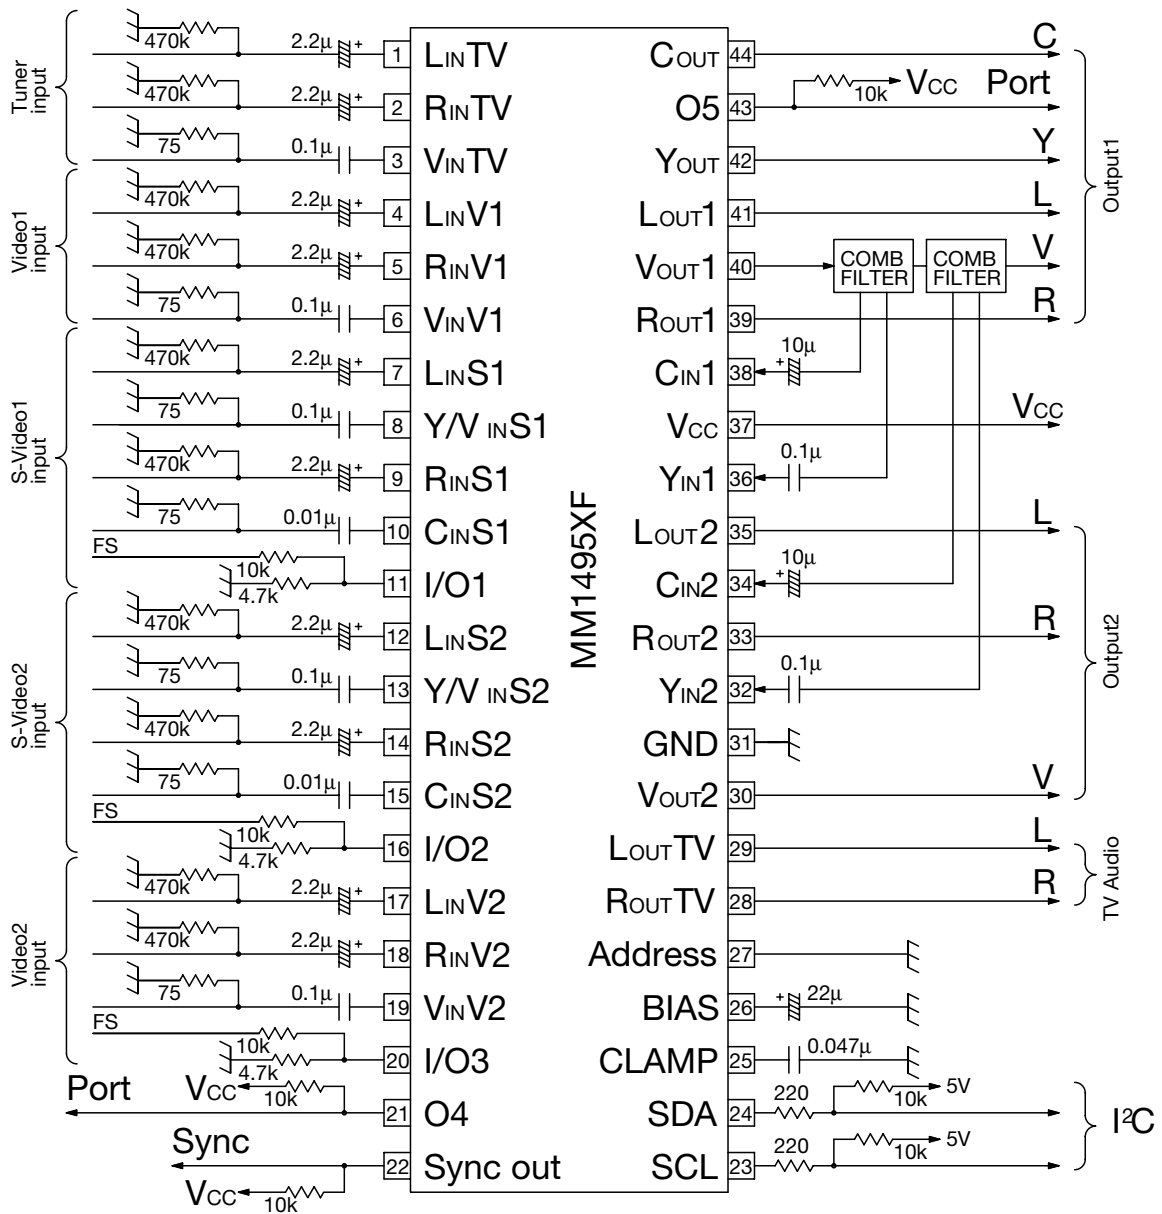 Tuner input
470k 2.2μ + 1 LINTV
470k 2.2μ + 2 RINTV
75 0.1μ 3 VINTV
Video1 input
470k 2.2μ + 4 LINV1
470k 2.2μ + 5 RINV1
75 0.1μ 6 VINV1
S-Video1 input
470k 2.2μ + 7 LINS1
75 0.1μ 8 Y/V INS1
470k 2.2μ + 9 RINS1
75 0.01μ 10 CINS1
FS 10k
4.7k 11 I/O1
S-Video2 input
470k 2.2μ + 12 LINS2
75 0.1μ 13 Y/V INS2
470k 2.2μ + 14 RINS2
75 0.01μ 15 CINS2
FS 10k
4.7k 16 I/O2
Video2 input
470k 2.2μ + 17 LINV2
470k 2.2μ + 18 RINV2
75 0.1μ 19 VINV2
FS 10k
4.7k 20 I/O3
Port VCC 10k 21 O4
Sync 22 Sync out
VCC 10k
MM1495XF
COUT 44 C
O5 43 10k VCC Port
YOUT 42 Y
LOUT1 41 L
VOUT1 40 COMB FILTER COMB FILTER V
ROUT1 39 R
Output1
CIN1 38 + 10μ
VCC 37 VCC
YIN1 36 0.1μ
LOUT2 35 L
CIN2 34 + 10μ
ROUT2 33 R
YIN2 32 0.1μ
GND 31
VOUT2 30 V
Output2
LOUTTV 29 L
ROUTTV 28 R
TV Audio
Address 27
BIAS 26 + 22μ
CLAMP 25 0.047μ
SDA 24 220 10k 5V
SCL 23 220 10k 5V
I²C